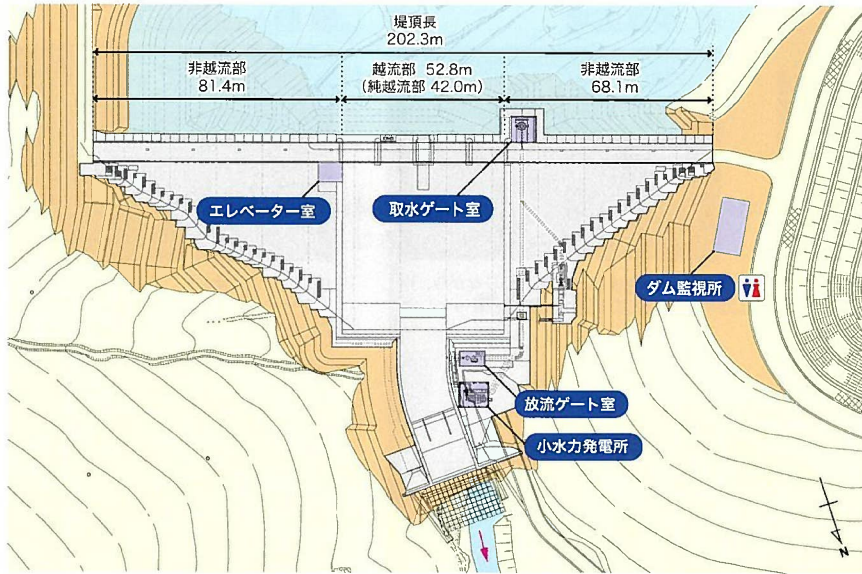 堤頂長
202.3m
非越流部
81.4m
越流部 52.8m
(純越流部 42.0m)
非越流部
68.1m
エレベーター室
取水ゲート室
ダム監視所
放流ゲート室
小水力発電所
N